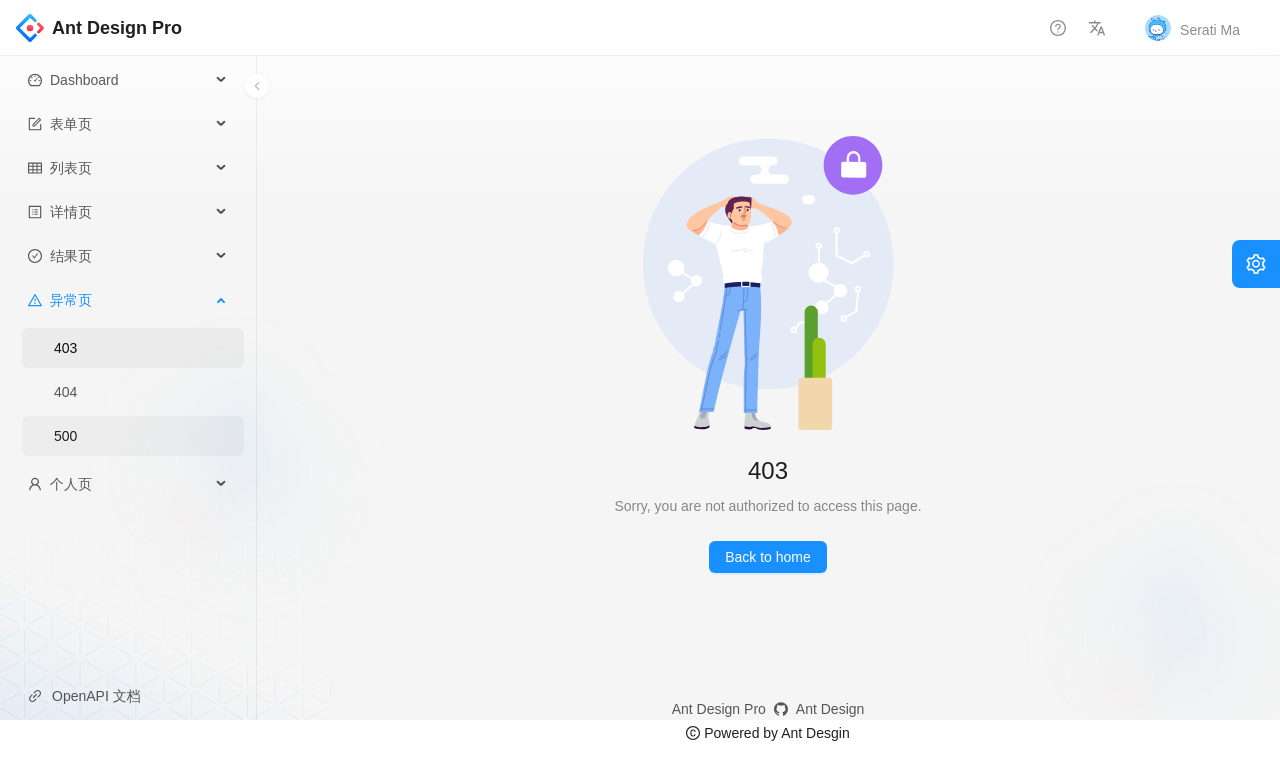 Ant Design Pro
Serati Ma
Dashboard
表单页
列表页
详情页
结果页
异常页
403
404
500
个人页
OpenAPI 文档
403
Sorry, you are not authorized to access this page.
Back to home
Ant Design Pro Ant Design
Powered by Ant Desgin